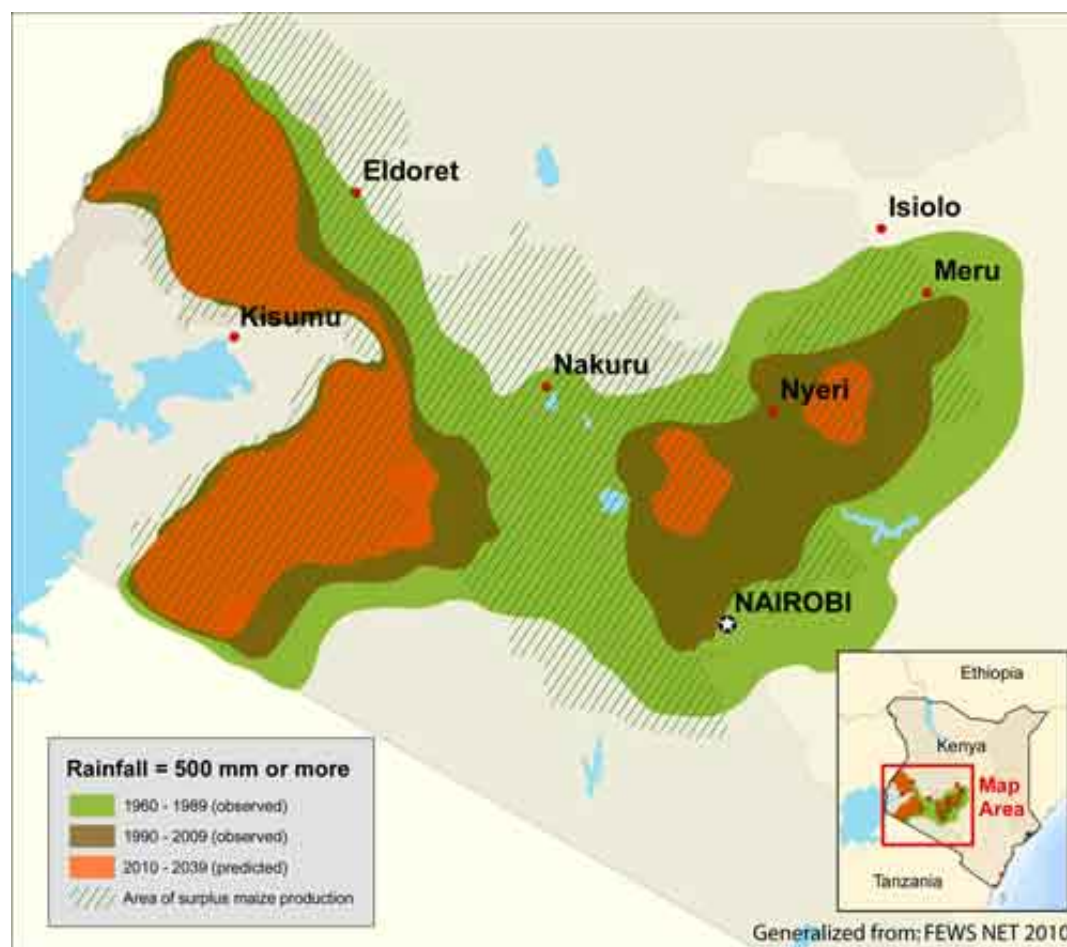 Eldoret
Isiolo
Meru
Kisumu
Nakuru
Nyeri
NAIROBI
Rainfall = 500 mm or more
1960 - 1989 (observed)
1990 - 2009 (observed)
2010 - 2039 (predicted)
Area of surplus maize production
Ethiopia
Kenya
Map
Area
Tanzania
Generalized from: FEWS NET 2010